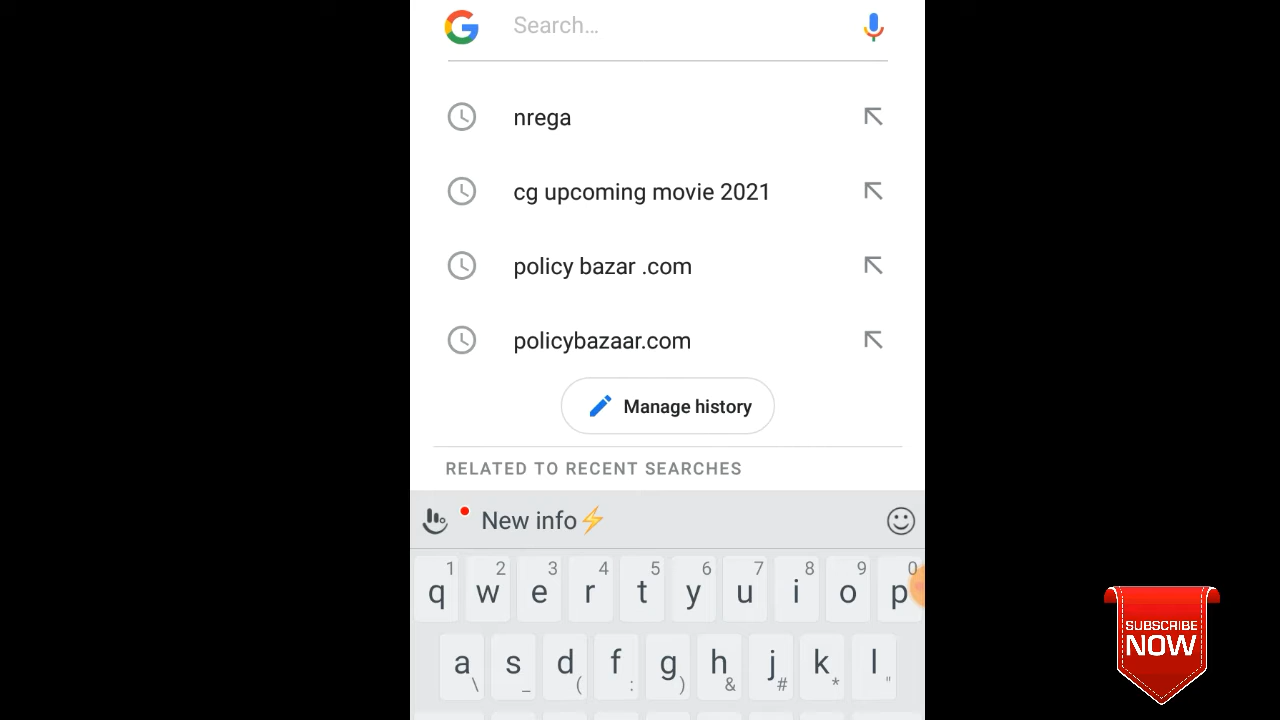 Search…
nrega
cg upcoming movie 2021
policy bazar .com
policybazaar.com
Manage history
RELATED TO RECENT SEARCHES
New info⚡
1 2 3 4 5 6 7 8 9 0
q w e r t y u i o p
a s d f g h j k l
\ _ ( : ) & # * "
SUBSCRIBE
NOW